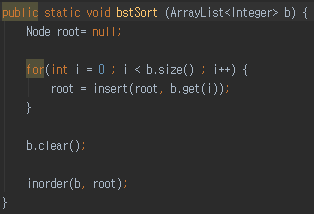 public static void bstSort (ArrayList<Integer> b) {
Node root= null;
for(int i = 0 ; i < b.size() ; i++) {
root = insert(root, b.get(i));
}
b.clear();
inorder(b, root);
}